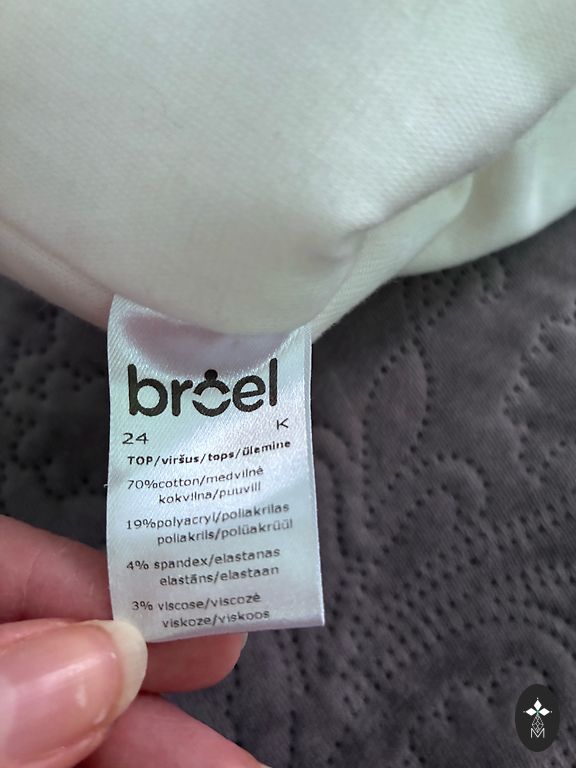 broel
24 K
TOP/viršus/tops/ülemine
70%cotton/medvilnė
kokvilna/puuvill
19%polyacryl/poliakrilas
poliakrils/polüakrüül
4% spandex/elastanas
elastāns/elastaan
3% viscose/viscozė
viskoze/viskoos
M